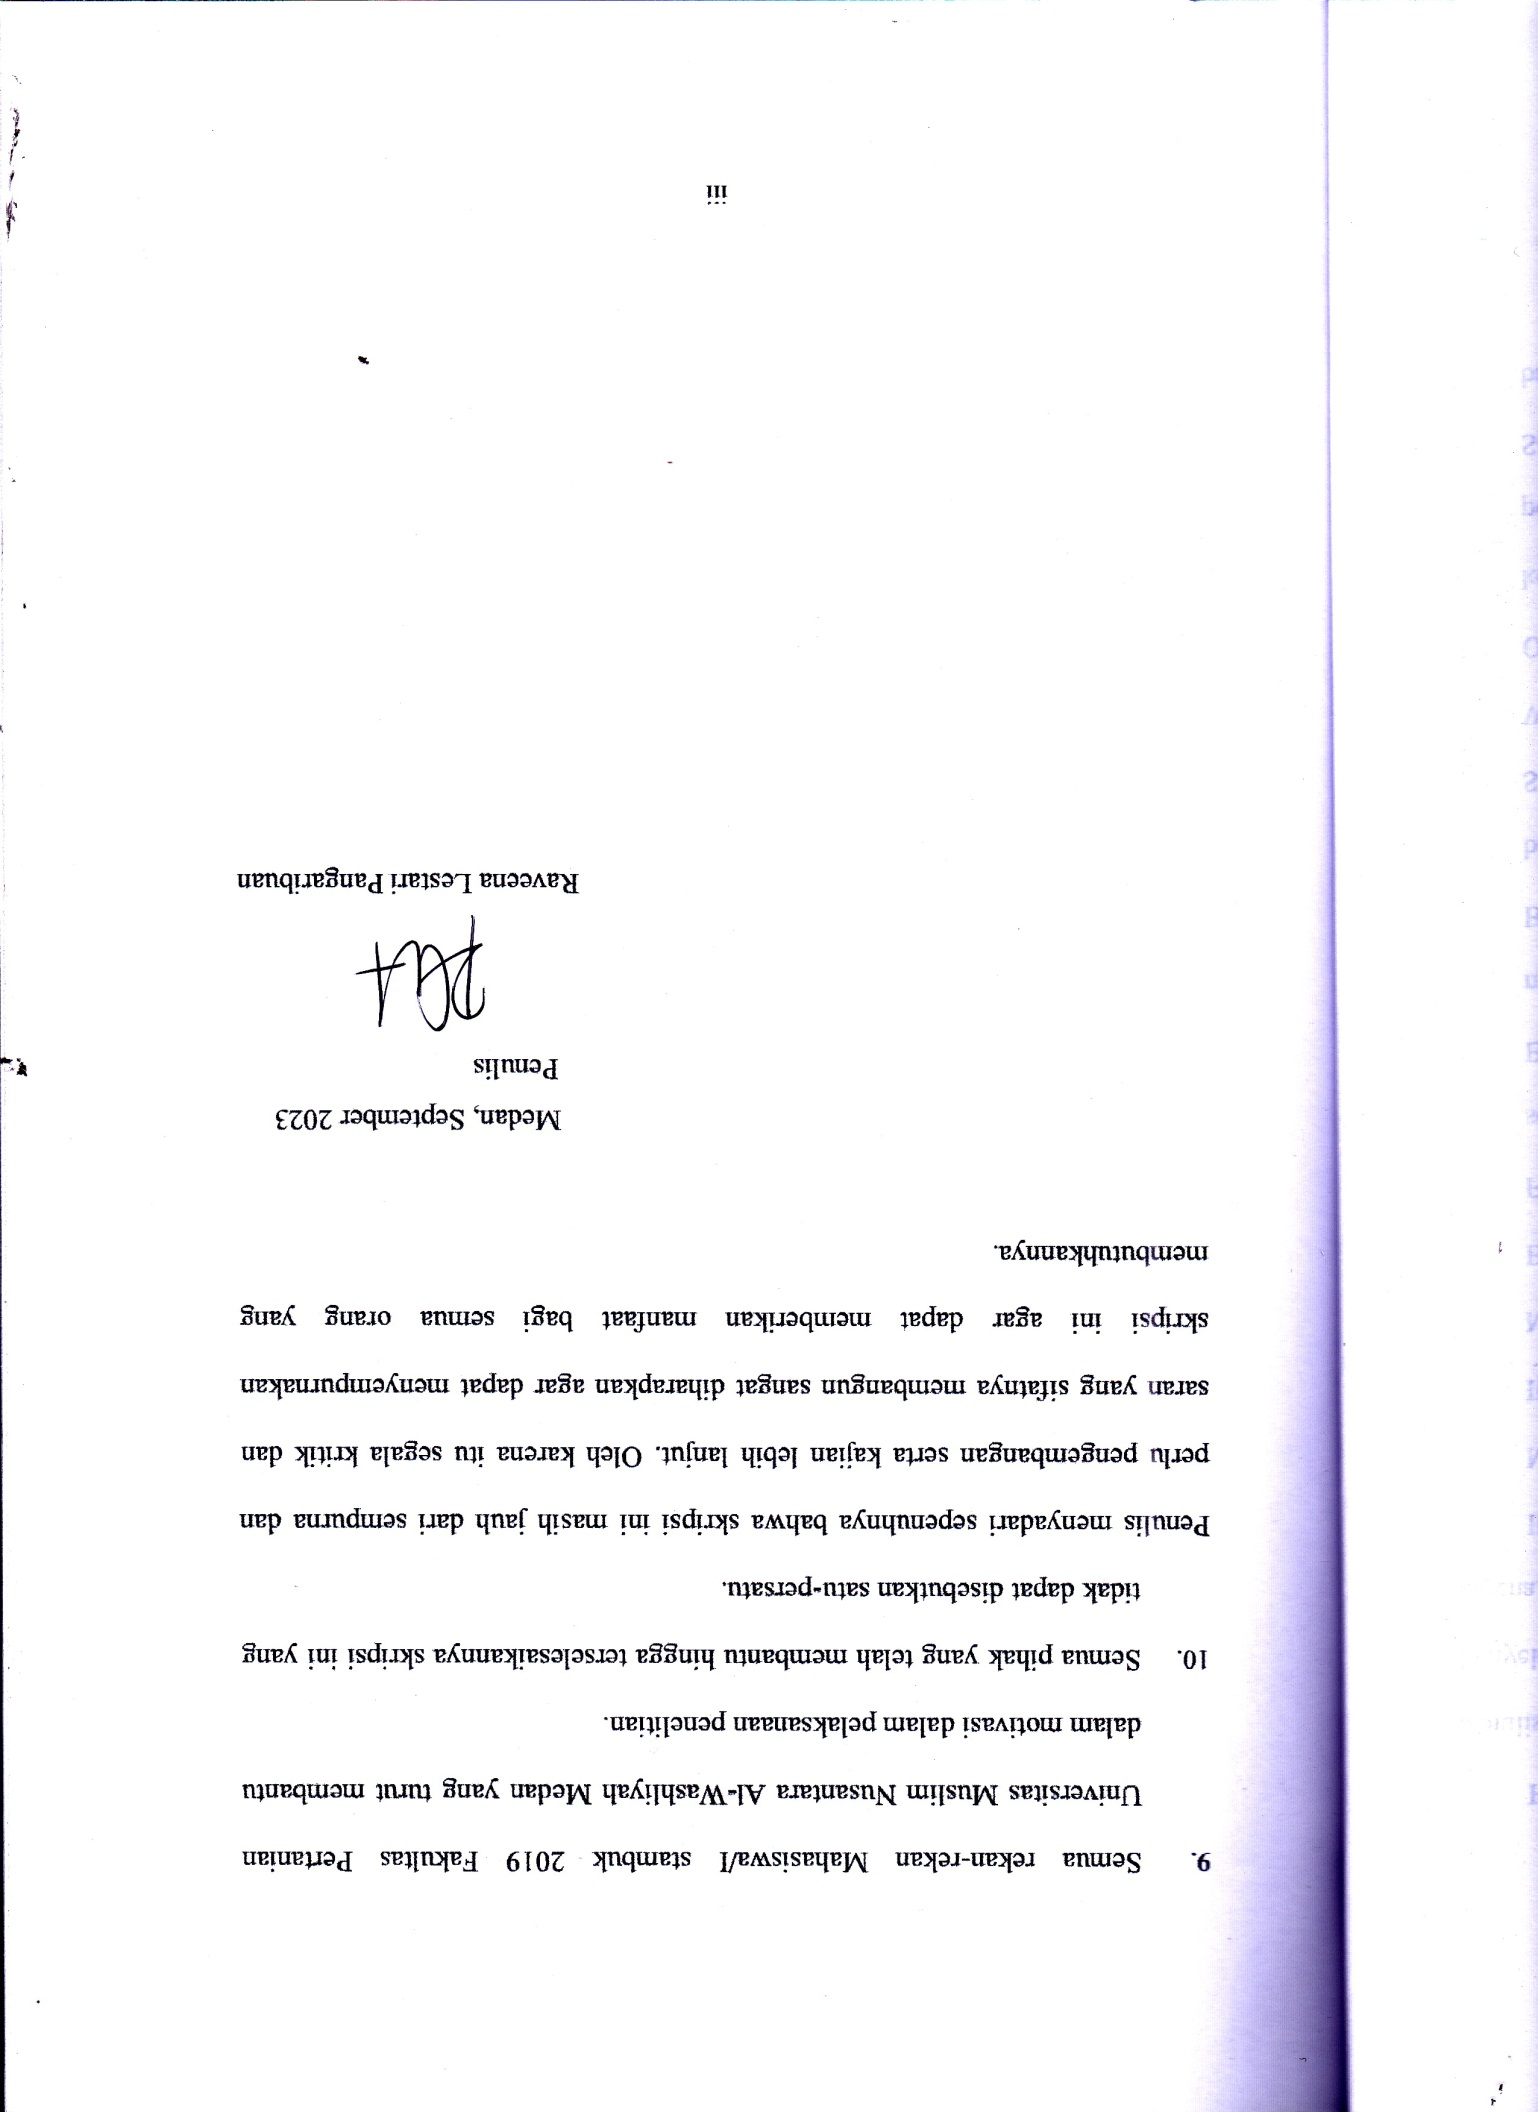 9. Semua rekan-rekan Mahasiswa/I stambuk 2019 Fakultas Pertanian
Universitas Muslim Nusantara Al-Washliyah Medan yang turut membantu
dalam motivasi dalam pelaksanaan penelitian.
10. Semua pihak yang telah membantu hingga terselesaikannya skripsi ini yang
tidak dapat disebutkan satu-persatu.
Penulis menyadari sepenuhnya bahwa skripsi ini masih jauh dari sempurna dan
perlu pengembangan serta kajian lebih lanjut. Oleh karena itu segala kritik dan
saran yang sifatnya membangun sangat diharapkan agar dapat menyempurnakan
skripsi ini agar dapat memberikan manfaat bagi semua orang yang
membutuhkannya.
Medan, September 2023
Penulis
Raveena Lestari Pangaribuan
iii